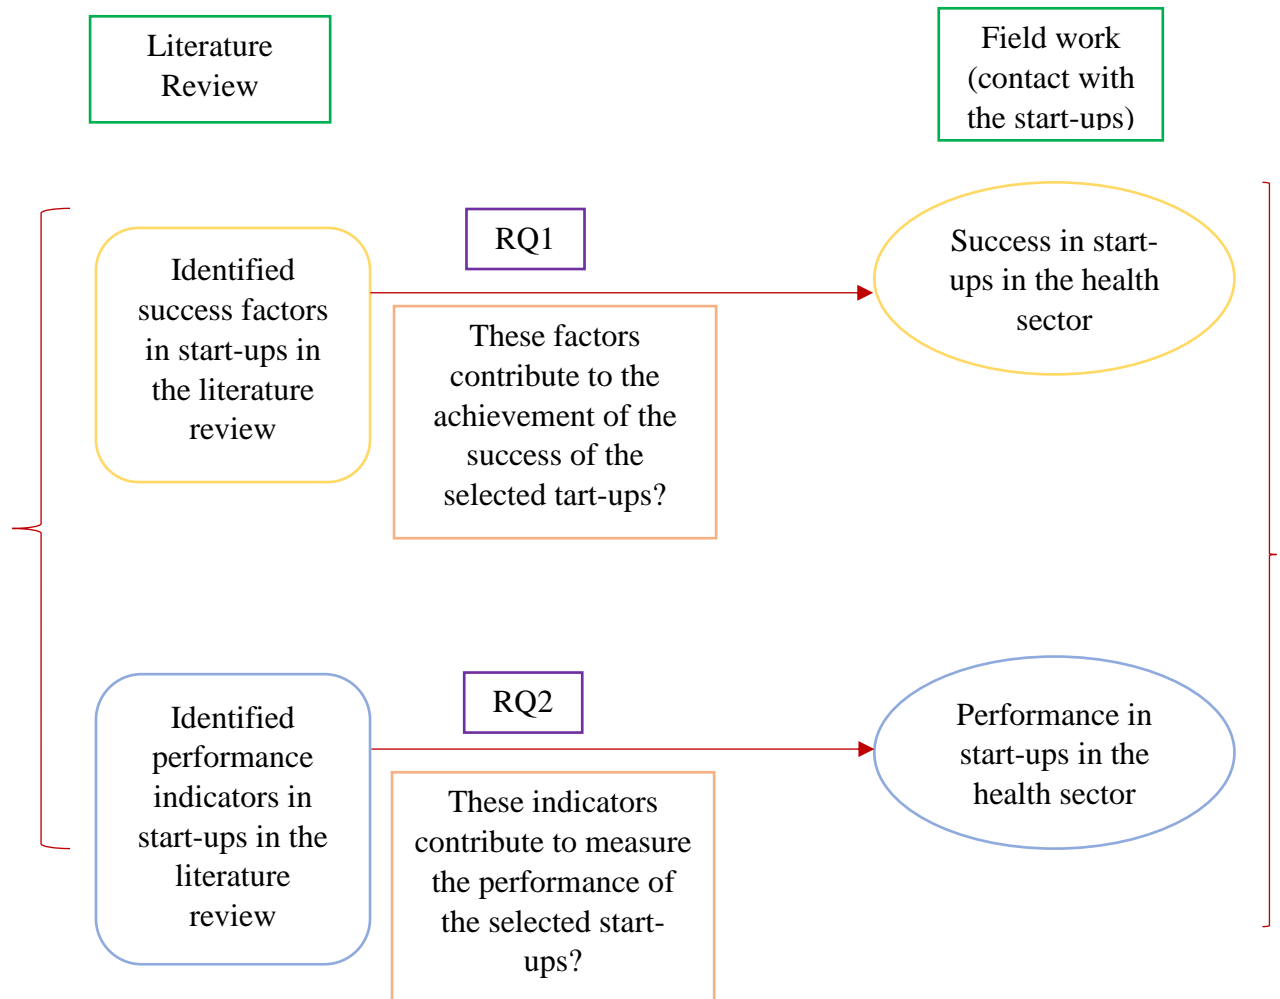 Literature
Review
Field work
(contact with
the start-ups)
RQ1
Identified
success factors
in start-ups in
the literature
review
These factors
contribute to the
achievement of the
success of the
selected tart-ups?
Success in start-
ups in the health
sector
RQ2
Identified
performance
indicators in
start-ups in the
literature
review
These indicators
contribute to measure
the performance of
the selected start-
ups?
Performance in
start-ups in the
health sector